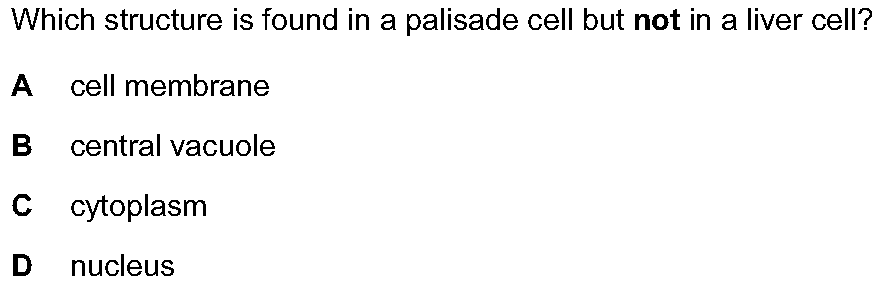 Which structure is found in a palisade cell but not in a liver cell?
A cell membrane
B central vacuole
C cytoplasm
D nucleus